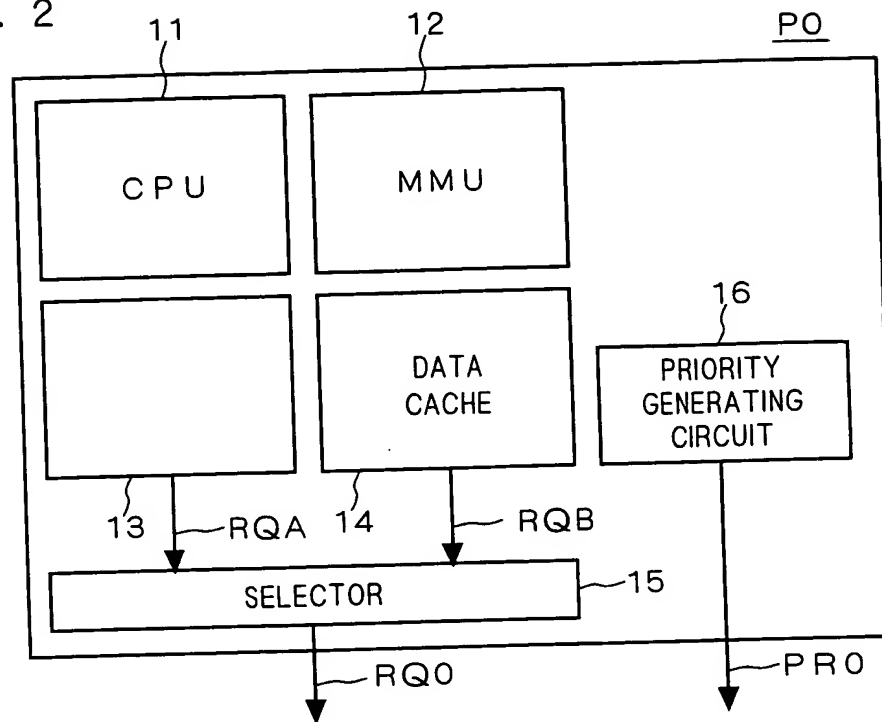 . 2
11
12
P0
CPU
MMU
DATA
CACHE
16
PRIORITY
GENERATING
CIRCUIT
13
RQA
14
RQB
SELECTOR
15
RQ0
PR0